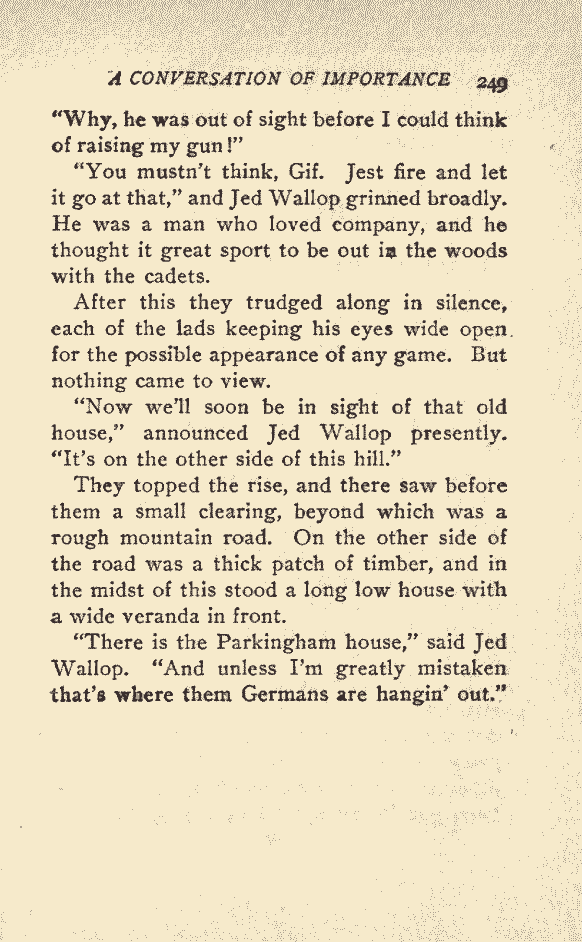 A CONVERSATION OF IMPORTANCE 249
“Why, he was out of sight before I could think
of raising my gun!”
“You mustn't think, Gif. Jest fire and let
it go at that,” and Jed Wallop grinned broadly.
He was a man who loved company, and he
thought it great sport to be out in the woods
with the cadets.
After this they trudged along in silence,
each of the lads keeping his eyes wide open
for the possible appearance of any game. But
nothing came to view.
“Now we'll soon be in sight of that old
house,” announced Jed Wallop presently.
“It's on the other side of this hill.”
They topped the rise, and there saw before
them a small clearing, beyond which was a
rough mountain road. On the other side of
the road was a thick patch of timber, and in
the midst of this stood a long low house with
a wide veranda in front.
“There is the Parkingham house,” said Jed
Wallop. “And unless I'm greatly mistaken
that's where them Germans are hangin' out.”